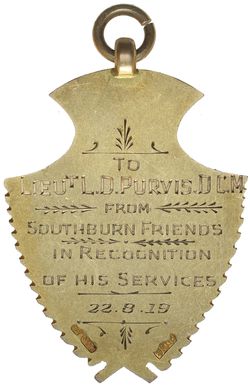 TO
LIEUT L.D. PURVIS. D.C.M
FROM
SOUTHBURN FRIENDS
IN RECOGNITION
OF HIS SERVICES
22.8.19